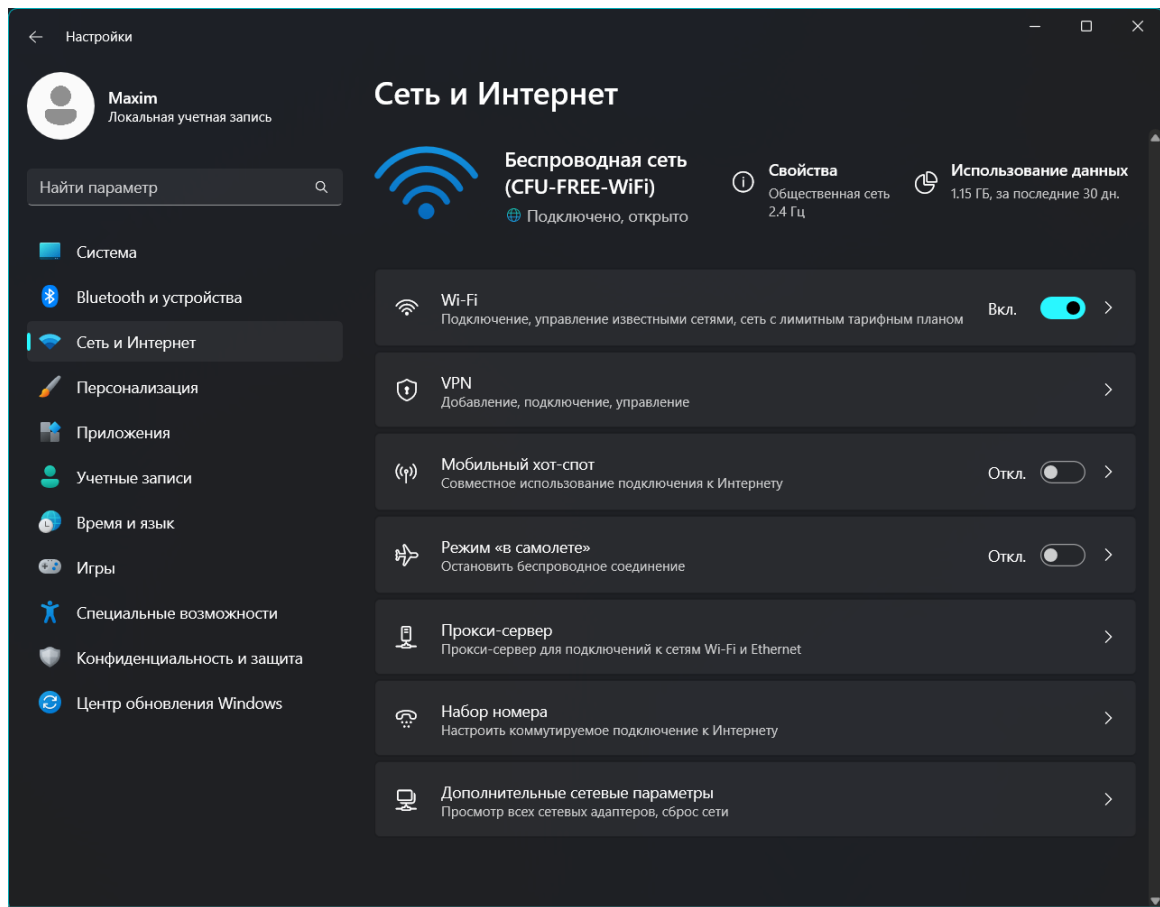 Настройки
Maxim
Локальная учетная запись
Найти параметр
Система
Bluetooth и устройства
Сеть и Интернет
Персонализация
Приложения
Учетные записи
Время и язык
Игры
Специальные возможности
Конфиденциальность и защита
Центр обновления Windows
Сеть и Интернет
Беспроводная сеть
(CFU-FREE-WiFi)
Подключено, открыто
Свойства
Общественная сеть
2.4 Гц
Использование данных
1.15 ГБ, за последние 30 дн.
Wi-Fi
Подключение, управление известными сетями, сеть с лимитным тарифным планом
Вкл.
VPN
Добавление, подключение, управление
Мобильный хот-спот
Совместное использование подключения к Интернету
Откл.
Режим «в самолете»
Остановить беспроводное соединение
Откл.
Прокси-сервер
Прокси-сервер для подключений к сетям Wi-Fi и Ethernet
Набор номера
Настроить коммутируемое подключение к Интернету
Дополнительные сетевые параметры
Просмотр всех сетевых адаптеров, сброс сети